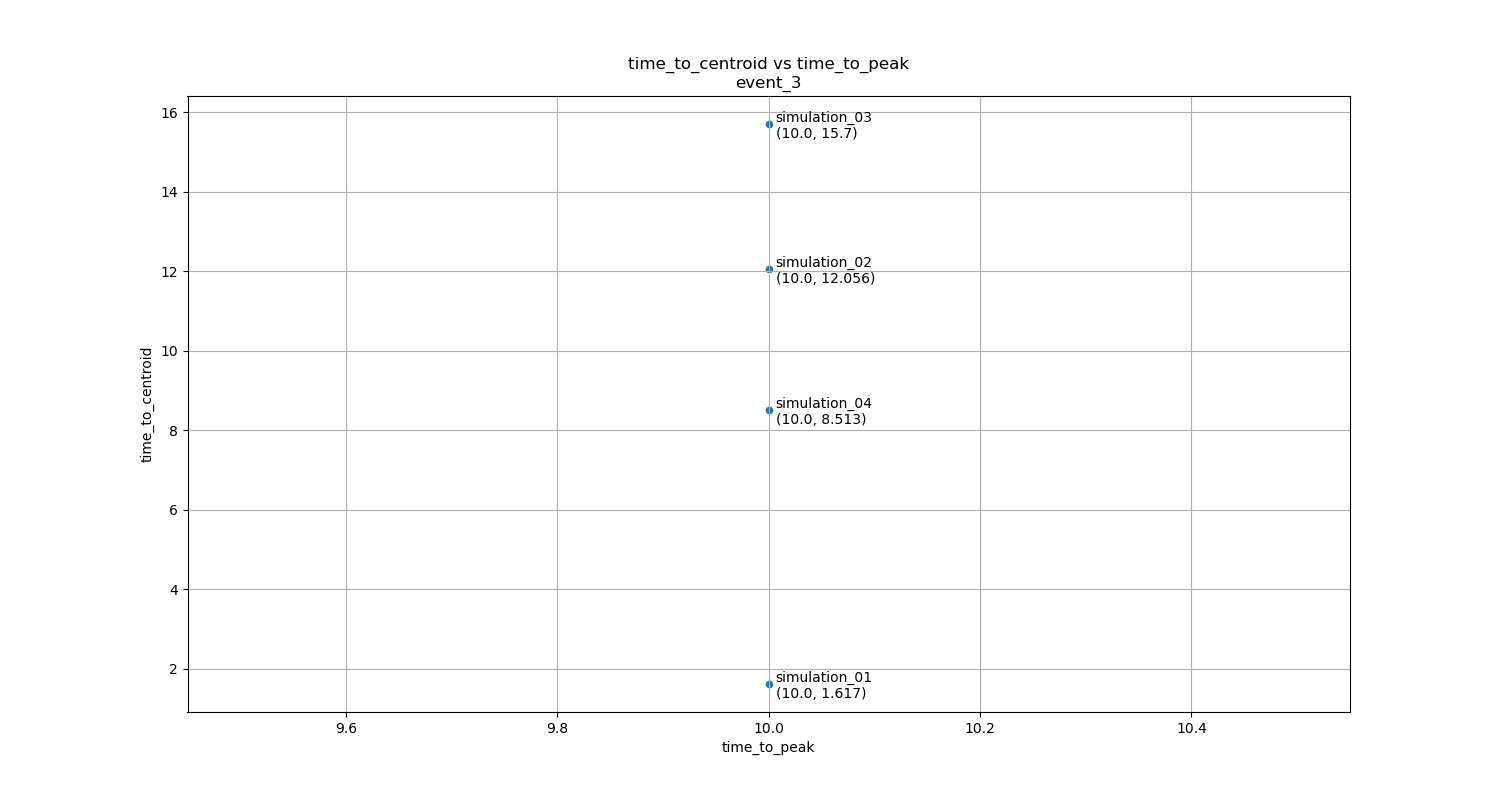 time_to_centroid vs time_to_peak
event_3
16
simulation_03
(10.0, 15.7)
14
12
simulation_02
(10.0, 12.056)
10
time_to_centroid
simulation_04
(10.0, 8.513)
8
6
4
2
simulation_01
(10.0, 1.617)
9.6
9.8
10.0
10.2
10.4
time_to_peak